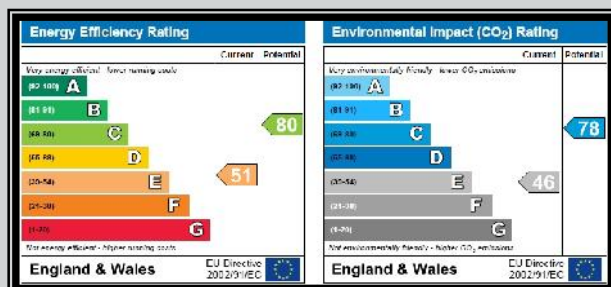 Energy Efficiency Rating
Current Potential
Very energy efficient - lower running costs
(92-100) A
(81-91) B
(69-80) C
(55-68) D
(39-54) E
(21-38) F
(1-20) G
80
51
Not energy efficient - higher running costs
England & Wales
EU Directive
2002/91/EC
Environmental Impact (CO₂) Rating
Current Potential
Very environmentally friendly - lower CO₂ emissions
(92-100) A
(81-91) B
(69-80) C
(55-68) D
(39-54) E
(21-38) F
(1-20) G
78
46
Not environmentally friendly - higher CO₂ emissions
England & Wales
EU Directive
2002/91/EC